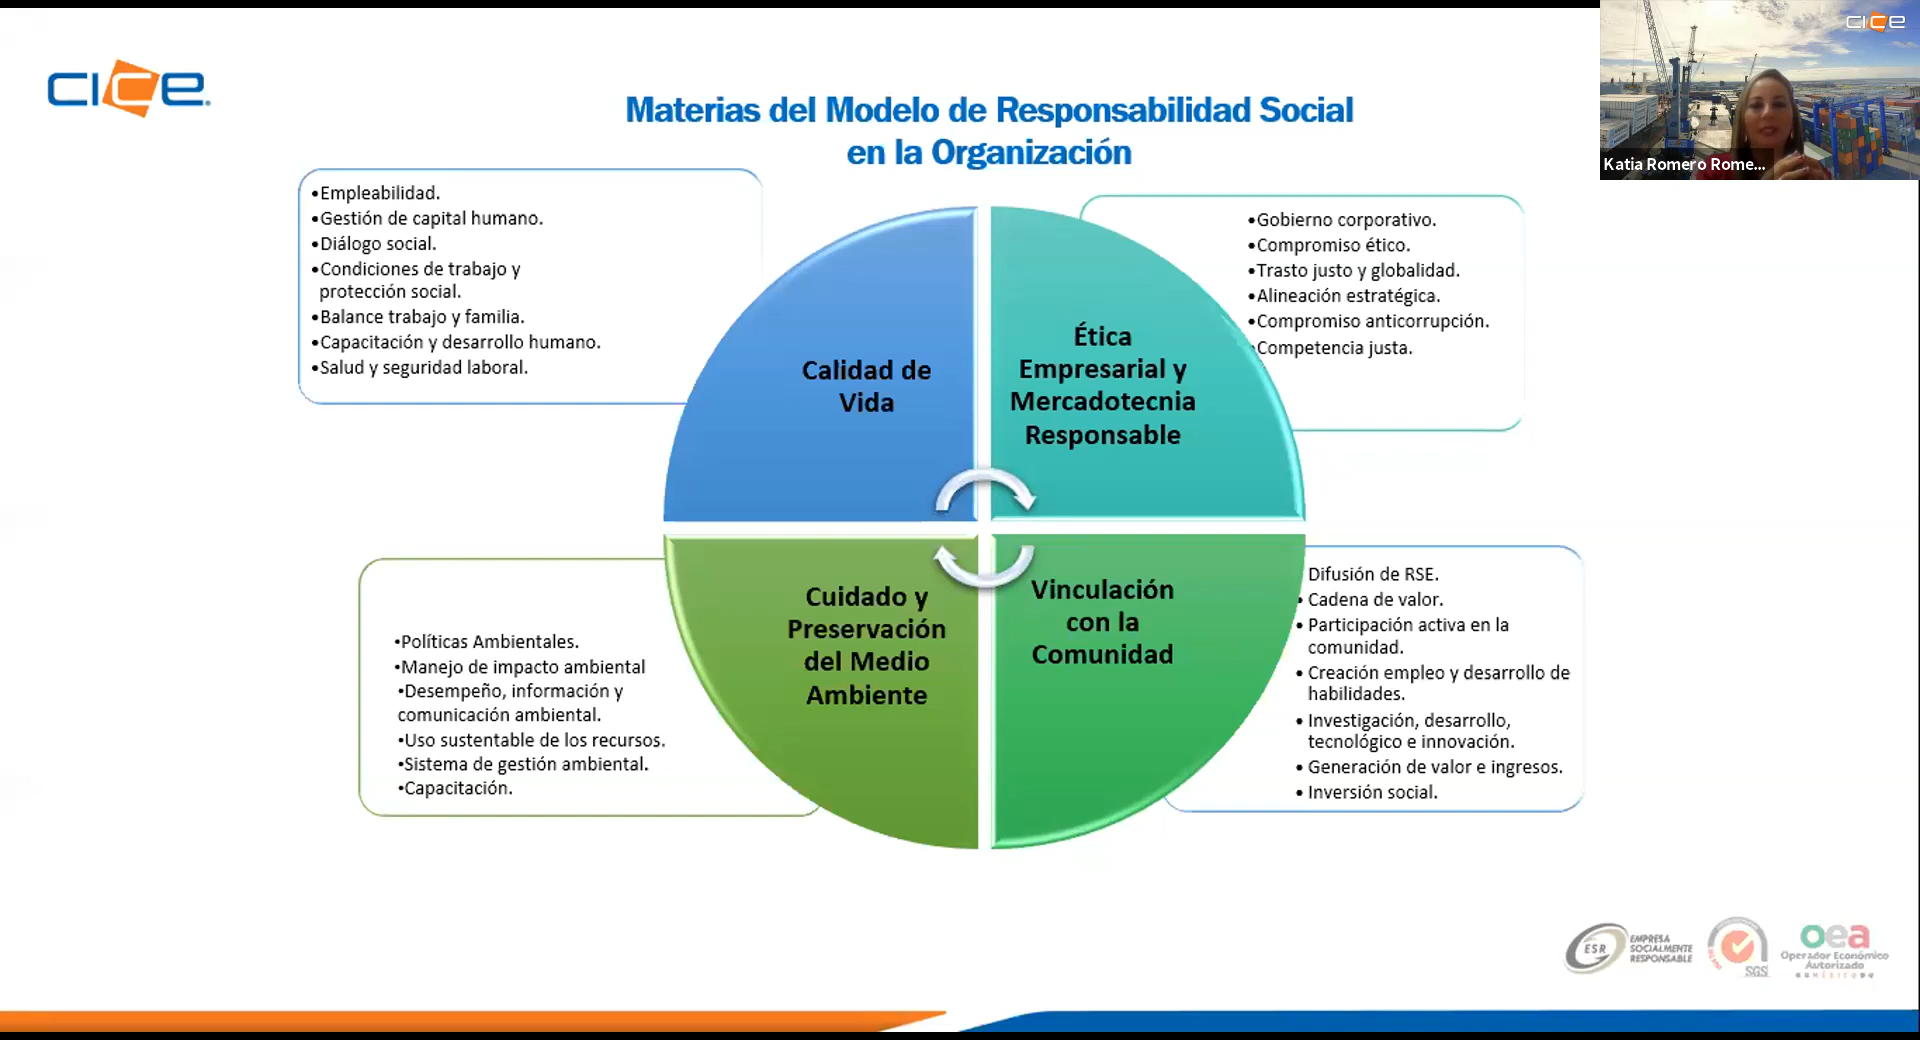 cice
cice
Katia Romero Rome...
Materias del Modelo de Responsabilidad Social
en la Organización
•Empleabilidad.
•Gestión de capital humano.
•Diálogo social.
•Condiciones de trabajo y
protección social.
•Balance trabajo y familia.
•Capacitación y desarrollo humano.
•Salud y seguridad laboral.
•Gobierno corporativo.
•Compromiso ético.
•Trasto justo y globalidad.
•Alineación estratégica.
•Compromiso anticorrupción.
•Competencia justa.
Calidad de
Vida
Ética
Empresarial y
Mercadotecnia
Responsable
Cuidado y
Preservación
del Medio
Ambiente
Vinculación
con la
Comunidad
•Políticas Ambientales.
•Manejo de impacto ambiental
•Desempeño, información y
comunicación ambiental.
•Uso sustentable de los recursos.
•Sistema de gestión ambiental.
•Capacitación.
Difusión de RSE.
• Cadena de valor.
• Participación activa en la
comunidad.
• Creación empleo y desarrollo de
habilidades.
• Investigación, desarrollo,
tecnológico e innovación.
• Generación de valor e ingresos.
• Inversión social.
ESR
EMPRESA
SOCIALMENTE
RESPONSABLE
SGS
oea
Operador Económico
Autorizado
MÉXICO